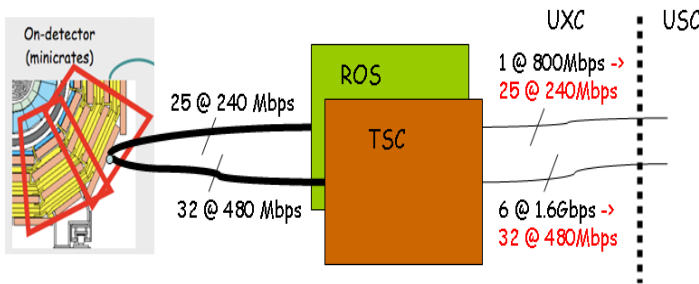 On-detector
(minicrates)
25 @ 240 Mbps
32 @ 480 Mbps
ROS
TSC
UXC
USC
1 @ 800Mbps ->
25 @ 240Mbps
6 @ 1.6Gbps ->
32 @ 480Mbps